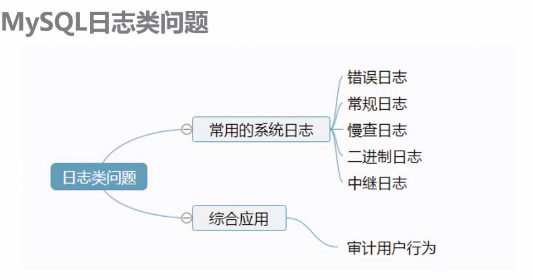 MySQL日志类问题
日志类问题
常用的系统日志
错误日志
常规日志
慢查日志
二进制日志
中继日志
综合应用
审计用户行为